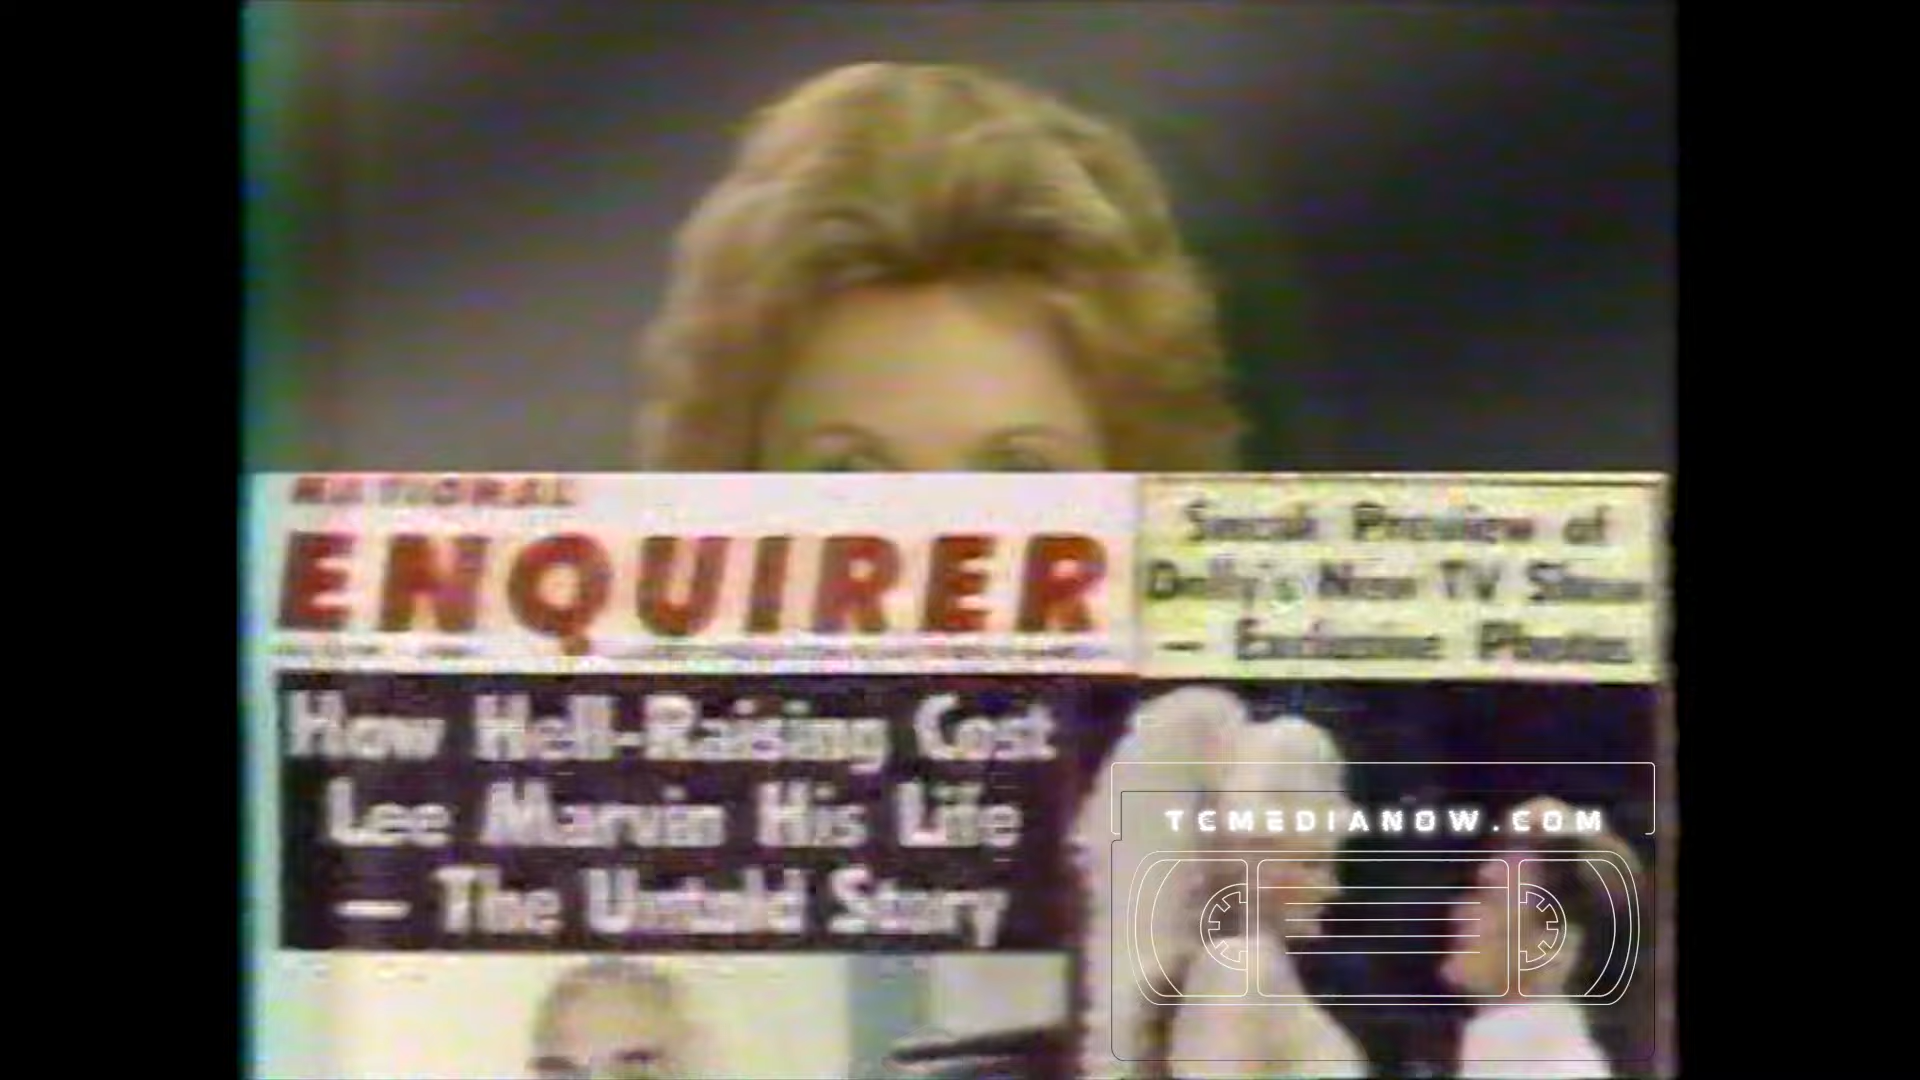 NATIONAL
ENQUIRER
Sneak Preview of
Dolly's New TV Show
— Exclusive Photos
How Hell-Raising Cost
Lee Marvin His Life
— The Untold Story
TCMEDIANOW.COM